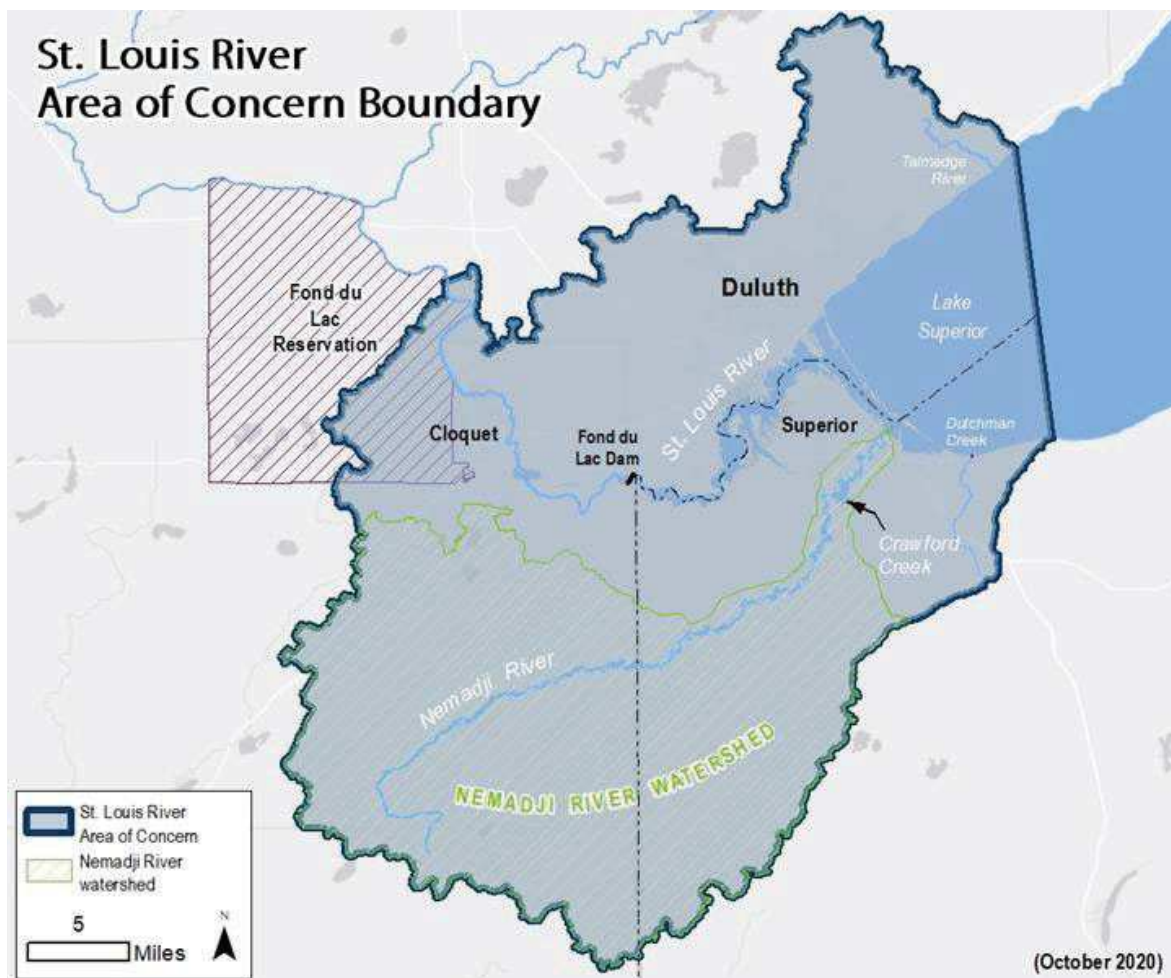 St. Louis River
Area of Concern Boundary
Talmedge
River
Fond du
Lac
Reservation
Duluth
Lake
Superior
St. Louis River
Cloquet
Fond du
Lac Dam
Superior
Dutchman
Creek
Crawford
Creek
Nemadji River
NEMADJI RIVER WATERSHED
St. Louis River
Area of Concern
Nemadji River
watershed
5
Miles
N
(October 2020)